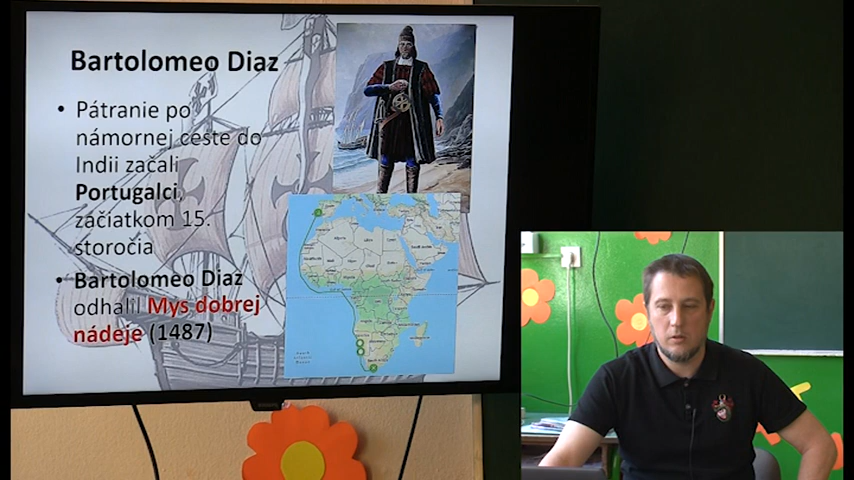 Bartolomeo Diaz
• Pátranie po
námornej ceste do
Indii začali
Portugalci
začiatkom 15.
storočia
• Bartolomeo Diaz
odhalil Mys dobrej
nádeje (1487)